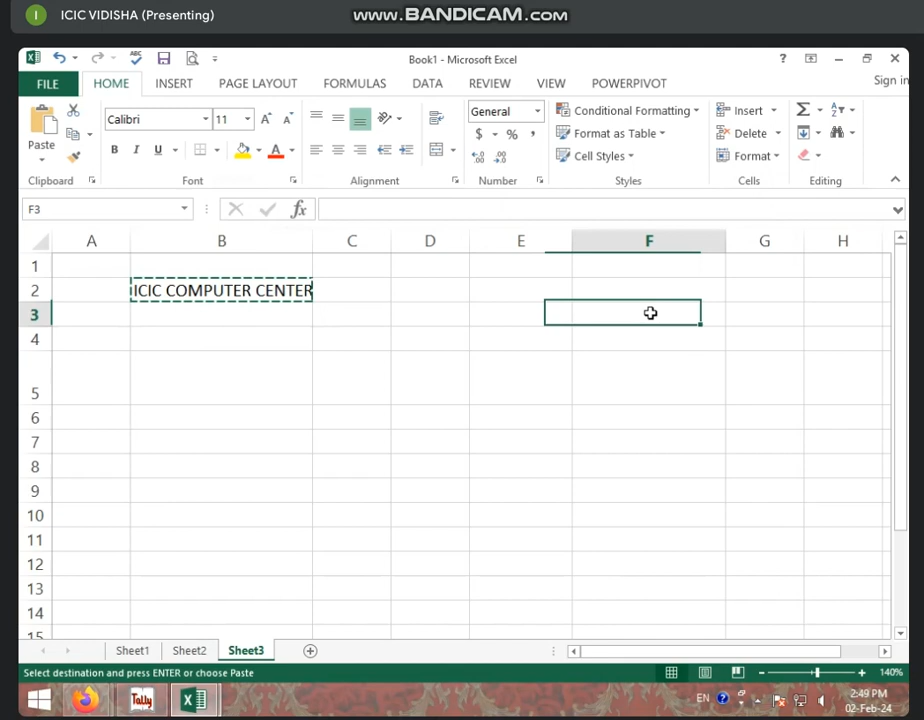 I ICIC VIDISHA (Presenting)
www.BANDICAM.com
Book1 - Microsoft Excel
?
FILE HOME INSERT PAGE LAYOUT FORMULAS DATA REVIEW VIEW POWERPIVOT Sign in
Paste
Calibri 11 A A
B I U A
General
$ % ,
Conditional Formatting
Format as Table
Cell Styles
Insert
Delete
Format
Clipboard Font Alignment Number Styles Cells Editing
F3 fx
A B C D E F G H
1
2 ICIC COMPUTER CENTER
3
4
5
6
7
8
9
10
11
12
13
14
15
Sheet1 Sheet2 Sheet3
Select destination and press ENTER or choose Paste 140%
Tally EN 2:49 PM
02-Feb-24